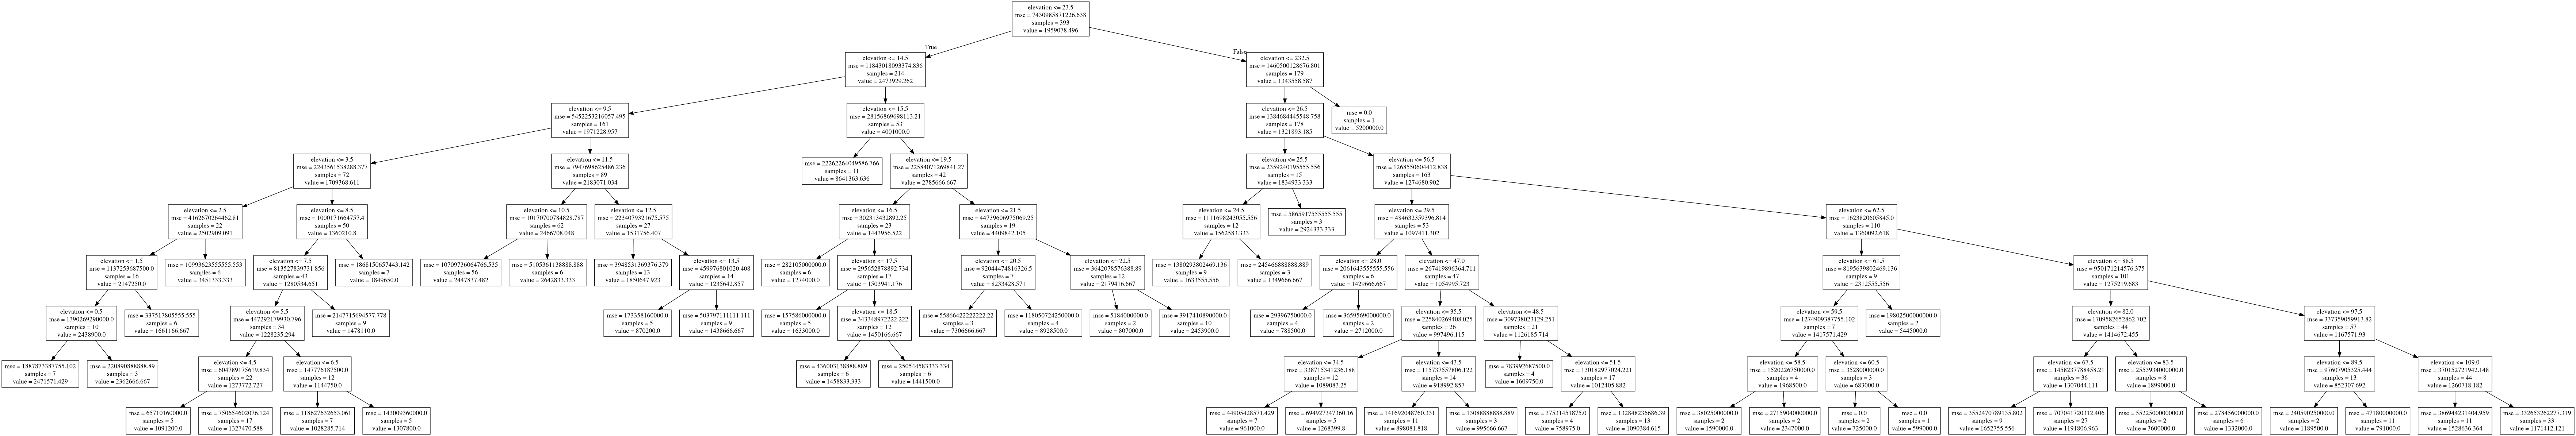 elevation <= 23.5
mse = 7430985871226.638
samples = 393
value = 1959078.496
True
False
elevation <= 14.5
mse = 11843018093374.836
samples = 214
value = 2473929.262
elevation <= 232.5
mse = 1460500128676.801
samples = 179
value = 1343558.587
elevation <= 9.5
mse = 5452253216057.495
samples = 161
value = 1971228.957
elevation <= 15.5
mse = 28156869698113.21
samples = 53
value = 4001000.0
elevation <= 26.5
mse = 1384684445548.758
samples = 178
value = 1321893.185
mse = 0.0
samples = 1
value = 5200000.0
elevation <= 3.5
mse = 2243561538288.377
samples = 72
value = 1709368.611
elevation <= 11.5
mse = 7947698625486.236
samples = 89
value = 2183071.034
mse = 22262264049586.766
samples = 11
value = 8641363.636
elevation <= 19.5
mse = 22584071269841.27
samples = 42
value = 2785666.667
elevation <= 25.5
mse = 2359240195555.556
samples = 15
value = 1834933.333
elevation <= 56.5
mse = 1268550604412.838
samples = 163
value = 1274680.902
elevation <= 2.5
mse = 4162670264462.81
samples = 22
value = 2502909.091
elevation <= 8.5
mse = 1000171664757.4
samples = 50
value = 1360210.8
elevation <= 10.5
mse = 10170700784828.787
samples = 62
value = 2466708.048
elevation <= 12.5
mse = 2234079321675.575
samples = 27
value = 1531756.407
elevation <= 16.5
mse = 302313432892.25
samples = 23
value = 1443956.522
elevation <= 21.5
mse = 44739606975069.25
samples = 19
value = 4409842.105
elevation <= 24.5
mse = 1111698243055.556
samples = 12
value = 1562583.333
mse = 5865917555555.555
samples = 3
value = 2924333.333
elevation <= 29.5
mse = 484632359396.814
samples = 53
value = 1097411.302
elevation <= 62.5
mse = 1623820605845.0
samples = 110
value = 1360092.618
elevation <= 1.5
mse = 1137253687500.0
samples = 16
value = 2147250.0
mse = 10993623555555.553
samples = 6
value = 3451333.333
elevation <= 7.5
mse = 813527839731.856
samples = 43
value = 1280534.651
mse = 1868150657443.142
samples = 7
value = 1849650.0
mse = 10709736064766.535
samples = 56
value = 2447837.482
mse = 5105361138888.888
samples = 6
value = 2642833.333
mse = 3948531369376.379
samples = 13
value = 1850647.923
elevation <= 13.5
mse = 459976801020.408
samples = 14
value = 1235642.857
mse = 282105000000.0
samples = 6
value = 1274000.0
elevation <= 17.5
mse = 295652878892.734
samples = 17
value = 1503941.176
elevation <= 20.5
mse = 92044474816326.5
samples = 7
value = 8233428.571
elevation <= 22.5
mse = 3642078576388.89
samples = 12
value = 2179416.667
mse = 1380293802469.136
samples = 9
value = 1633555.556
mse = 245466888888.889
samples = 3
value = 1349666.667
elevation <= 28.0
mse = 2061643555555.556
samples = 6
value = 1429666.667
elevation <= 47.0
mse = 267419896364.711
samples = 47
value = 1054995.723
elevation <= 61.5
mse = 8195639802469.136
samples = 9
value = 2312555.556
elevation <= 88.5
mse = 950171214576.375
samples = 101
value = 1275219.683
elevation <= 0.5
mse = 1390269290000.0
samples = 10
value = 2438900.0
mse = 337517805555.555
samples = 6
value = 1661166.667
elevation <= 5.5
mse = 447292179930.796
samples = 34
value = 1228235.294
mse = 2147715694577.778
samples = 9
value = 1478110.0
mse = 173358160000.0
samples = 5
value = 870200.0
mse = 503797111111.111
samples = 9
value = 1438666.667
mse = 157586000000.0
samples = 5
value = 1633000.0
elevation <= 18.5
mse = 343348972222.222
samples = 12
value = 1450166.667
mse = 55866422222222.22
samples = 3
value = 7306666.667
mse = 118050724250000.0
samples = 4
value = 8928500.0
mse = 5184000000.0
samples = 2
value = 807000.0
mse = 3917410890000.0
samples = 10
value = 2453900.0
mse = 29396750000.0
samples = 4
value = 788500.0
mse = 3659569000000.0
samples = 2
value = 2712000.0
elevation <= 35.5
mse = 225840269408.025
samples = 26
value = 997496.115
elevation <= 48.5
mse = 309738023129.251
samples = 21
value = 1126185.714
elevation <= 59.5
mse = 1274909387755.102
samples = 7
value = 1417571.429
mse = 19802500000000.0
samples = 2
value = 5445000.0
elevation <= 82.0
mse = 1709582652862.702
samples = 44
value = 1414672.455
elevation <= 97.5
mse = 337359059913.82
samples = 57
value = 1167571.93
mse = 1887873387755.102
samples = 7
value = 2471571.429
mse = 220890888888.89
samples = 3
value = 2362666.667
elevation <= 4.5
mse = 604789175619.834
samples = 22
value = 1273772.727
elevation <= 6.5
mse = 147776187500.0
samples = 12
value = 1144750.0
mse = 436003138888.889
samples = 6
value = 1458833.333
mse = 250544583333.334
samples = 6
value = 1441500.0
elevation <= 34.5
mse = 338715341236.188
samples = 12
value = 1089083.25
elevation <= 43.5
mse = 115737557806.122
samples = 14
value = 918992.857
mse = 783992687500.0
samples = 4
value = 1609750.0
elevation <= 51.5
mse = 130182977024.221
samples = 17
value = 1012405.882
elevation <= 58.5
mse = 1520226750000.0
samples = 4
value = 1968500.0
elevation <= 60.5
mse = 3528000000.0
samples = 3
value = 683000.0
elevation <= 67.5
mse = 1458237788458.21
samples = 36
value = 1307044.111
elevation <= 83.5
mse = 2553934000000.0
samples = 8
value = 1899000.0
elevation <= 89.5
mse = 97607905325.444
samples = 13
value = 852307.692
elevation <= 109.0
mse = 370152721942.148
samples = 44
value = 1260718.182
mse = 65710160000.0
samples = 5
value = 1091200.0
mse = 750654602076.124
samples = 17
value = 1327470.588
mse = 118627632653.061
samples = 7
value = 1028285.714
mse = 143009360000.0
samples = 5
value = 1307800.0
mse = 44905428571.429
samples = 7
value = 961000.0
mse = 694927347360.16
samples = 5
value = 1268399.8
mse = 141692048760.331
samples = 11
value = 898081.818
mse = 13088888888.889
samples = 3
value = 995666.667
mse = 37531451875.0
samples = 4
value = 758975.0
mse = 132848236686.39
samples = 13
value = 1090384.615
mse = 38025000000.0
samples = 2
value = 1590000.0
mse = 2715904000000.0
samples = 2
value = 2347000.0
mse = 0.0
samples = 2
value = 725000.0
mse = 0.0
samples = 1
value = 599000.0
mse = 3552470789135.802
samples = 9
value = 1652755.556
mse = 707041720312.406
samples = 27
value = 1191806.963
mse = 5522500000000.0
samples = 2
value = 3600000.0
mse = 278456000000.0
samples = 6
value = 1332000.0
mse = 240590250000.0
samples = 2
value = 1189500.0
mse = 47180000000.0
samples = 11
value = 791000.0
mse = 386944231404.959
samples = 11
value = 1528636.364
mse = 332653262277.319
samples = 33
value = 1171412.121